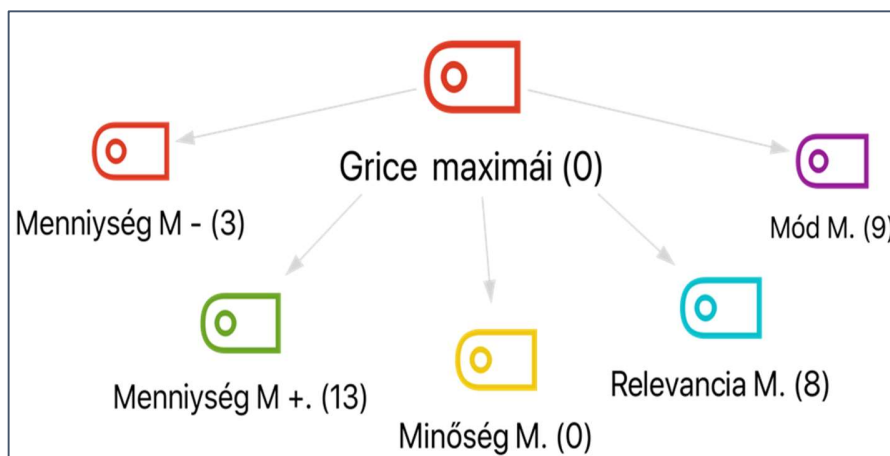 Grice maximái (0)
Menniység M - (3)
Mód M. (9)
Menniység M +. (13)
Relevancia M. (8)
Minőség M. (0)